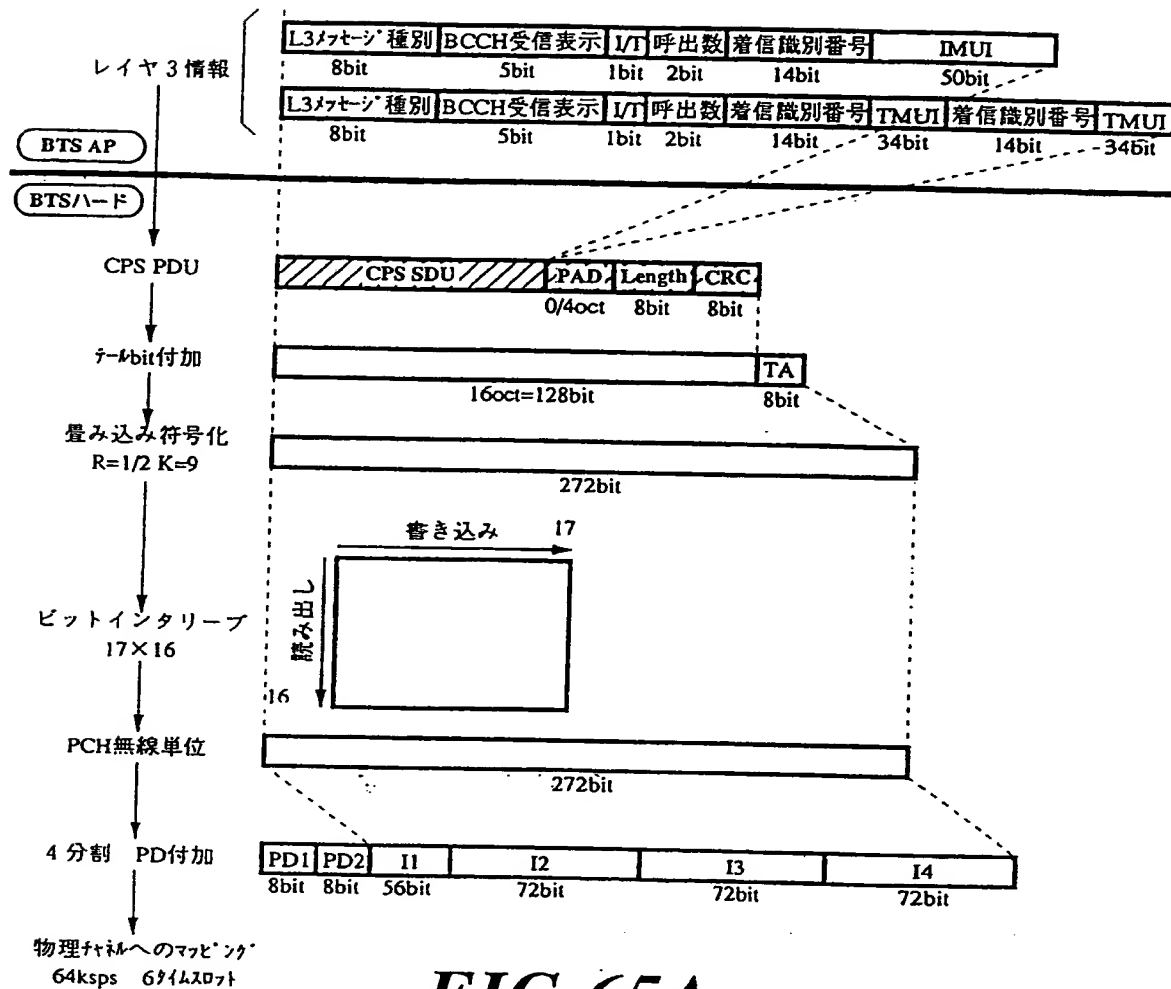 L3メッセージ種別 BCCH受信表示 I/T 呼出数 着信識別番号 IMUI
8bit 5bit 1bit 2bit 14bit 50bit
レイヤ3情報
L3メッセージ種別 BCCH受信表示 I/T 呼出数 着信識別番号 TMUI 着信識別番号 TMUI
8bit 5bit 1bit 2bit 14bit 34bit 14bit 34bit
BTS AP
BTSハード
CPS PDU
CPS SDU PAD Length CRC
0/4oct 8bit 8bit
テールbit付加
TA
16oct=128bit 8bit
畳み込み符号化
R=1/2 K=9
272bit
書き込み 17
読み出し
ビットインタリーブ
17×16
16
PCH無線単位
272bit
4分割 PD付加
PD1 PD2 I1 I2 I3 I4
8bit 8bit 56bit 72bit 72bit 72bit
物理チャネルへのマッピング
64ksps 6タイムスロット
FIG. 65A